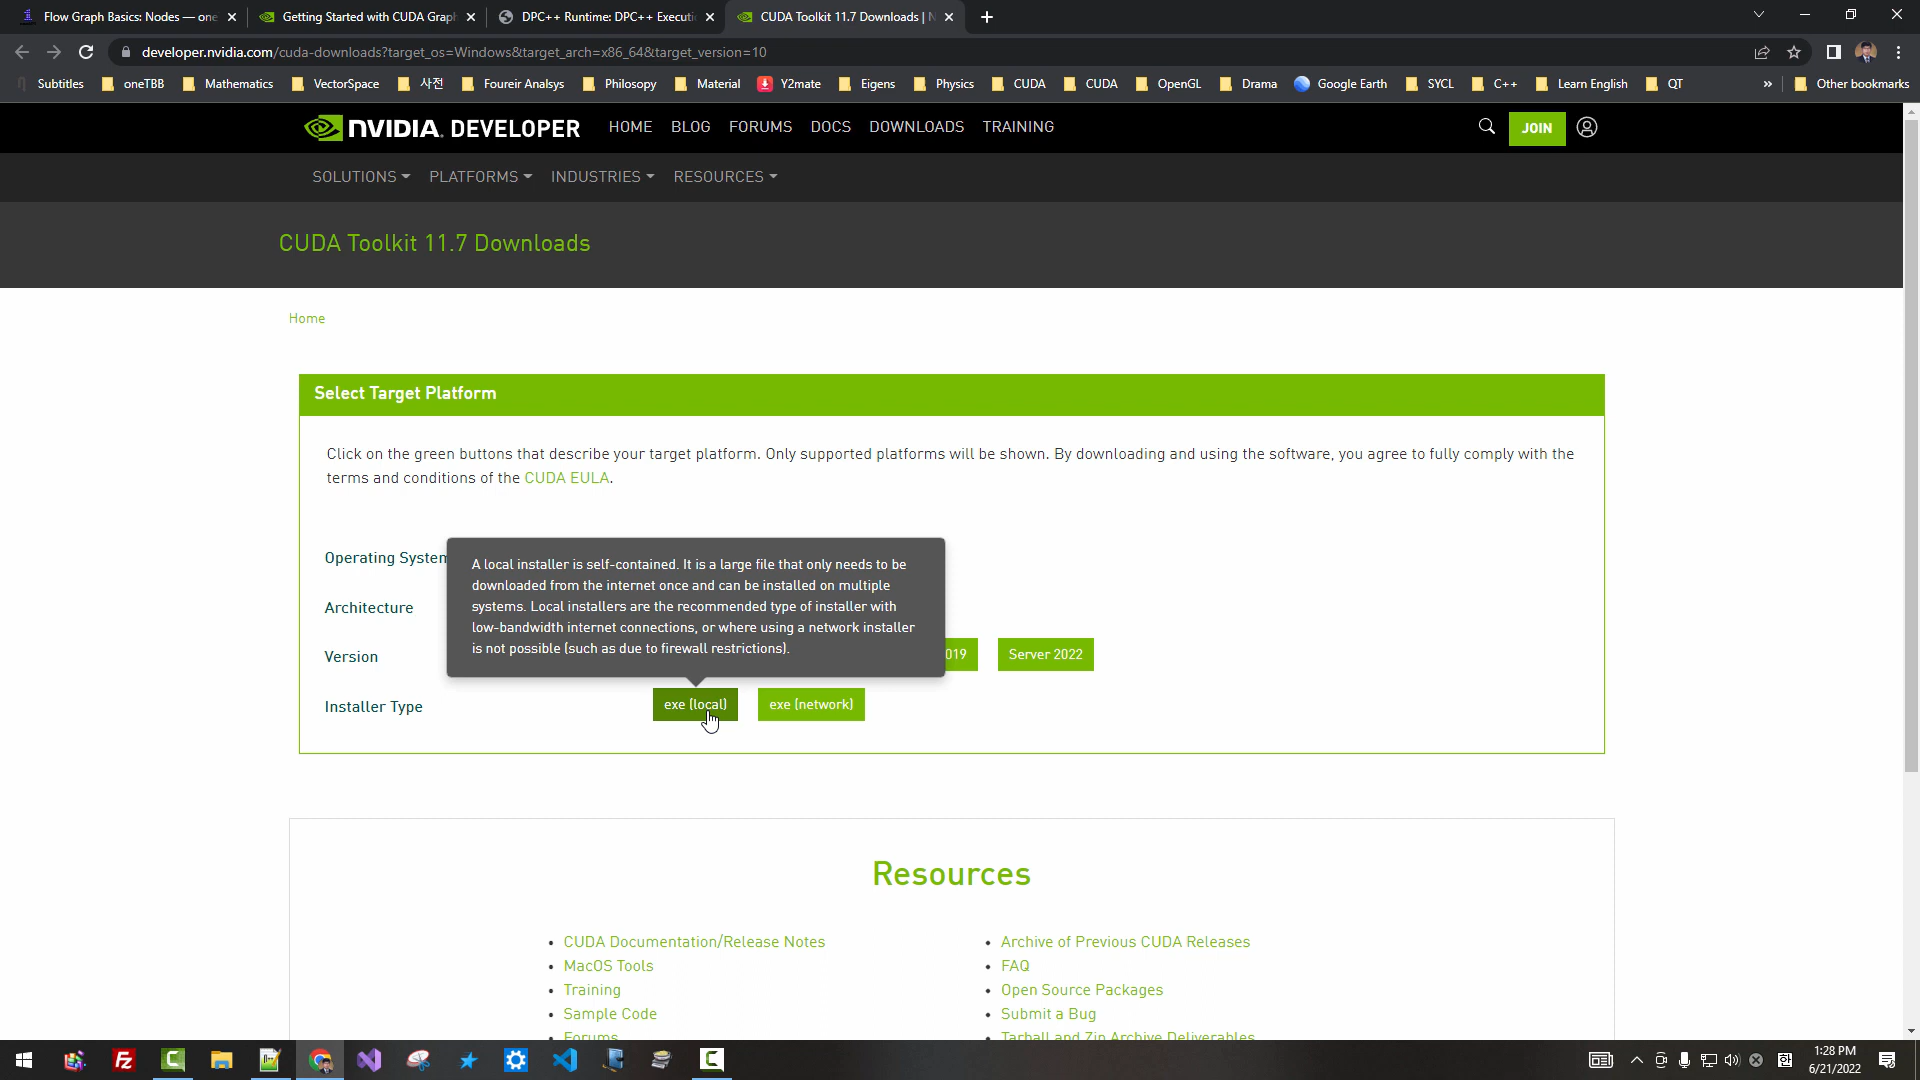 Flow Graph Basics: Nodes — one
Getting Started with CUDA Graph
DPC++ Runtime: DPC++ Executi
CUDA Toolkit 11.7 Downloads | N
developer.nvidia.com/cuda-downloads?target_os=Windows&target_arch=x86_64&target_version=10
Subtitles oneTBB Mathematics VectorSpace 사전 Foureir Analsys Philosopy Material Y2mate Eigens Physics CUDA CUDA OpenGL Drama Google Earth SYCL C++ Learn English QT » Other bookmarks
NVIDIA. DEVELOPER HOME BLOG FORUMS DOCS DOWNLOADS TRAINING JOIN
SOLUTIONS PLATFORMS INDUSTRIES RESOURCES
CUDA Toolkit 11.7 Downloads
Home
Select Target Platform
Click on the green buttons that describe your target platform. Only supported platforms will be shown. By downloading and using the software, you agree to fully comply with the
terms and conditions of the CUDA EULA.
Operating System
A local installer is self-contained. It is a large file that only needs to be
downloaded from the internet once and can be installed on multiple
systems. Local installers are the recommended type of installer with
low-bandwidth internet connections, or where using a network installer
is not possible (such as due to firewall restrictions).
Architecture
Version
019 Server 2022
Installer Type exe (local) exe (network)
Resources
• CUDA Documentation/Release Notes
• MacOS Tools
• Training
• Sample Code
• Forums
• Archive of Previous CUDA Releases
• FAQ
• Open Source Packages
• Submit a Bug
• Tarball and Zip Archive Deliverables
1:28 PM
6/21/2022